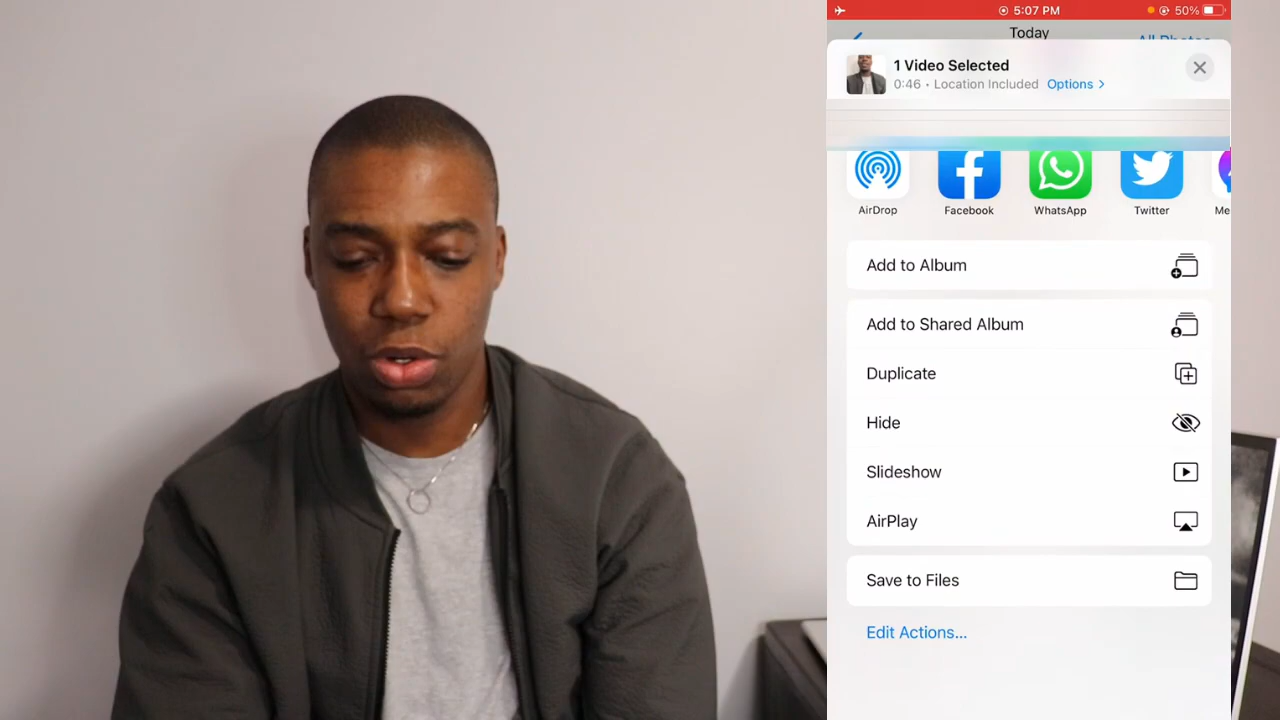 5:07 PM 50%
Today
1 Video Selected
0:46 • Location Included Options >
AirDrop Facebook WhatsApp Twitter Me
Add to Album
Add to Shared Album
Duplicate
Hide
Slideshow
AirPlay
Save to Files
Edit Actions...